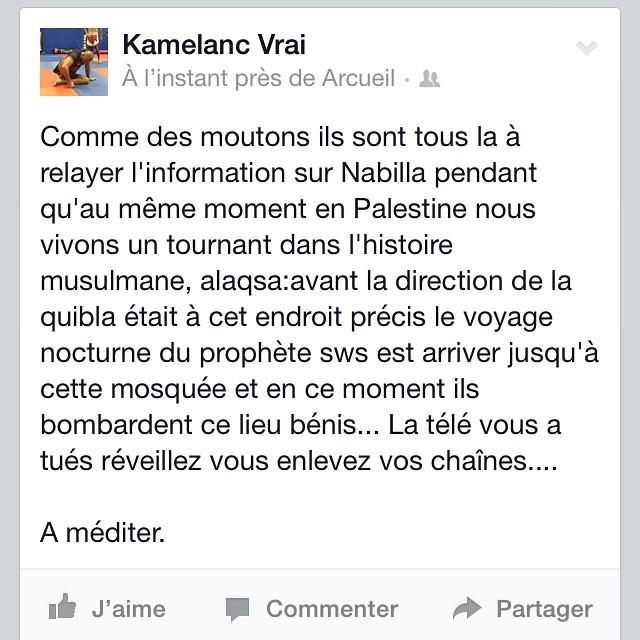 Kamelanc Vrai
À l'instant près de Arcueil ·
Comme des moutons ils sont tous la à
relayer l'information sur Nabilla pendant
qu'au même moment en Palestine nous
vivons un tournant dans l'histoire
musulmane, alaqsa:avant la direction de la
quibla était à cet endroit précis le voyage
nocturne du prophète sws est arriver jusqu'à
cette mosquée et en ce moment ils
bombardent ce lieu bénis... La télé vous a
tués réveillez vous enlevez vos chaînes....
A méditer.
J'aime Commenter Partager